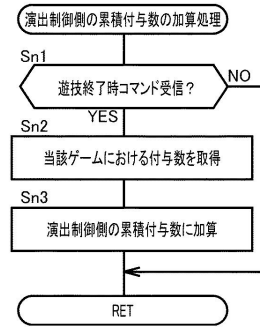 演出制御側の累積付与数の加算処理
Sn1
遊技終了時コマンド受信？
NO
YES
Sn2
当該ゲームにおける付与数を取得
Sn3
演出制御側の累積付与数に加算
RET